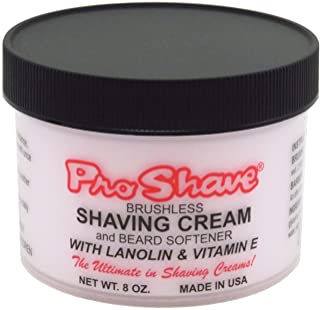 Pro Shave®
BRUSHLESS
SHAVING CREAM
and BEARD SOFTENER
WITH LANOLIN & VITAMIN E
The Ultimate in Shaving Creams!
NET WT. 8 OZ. MADE IN USA